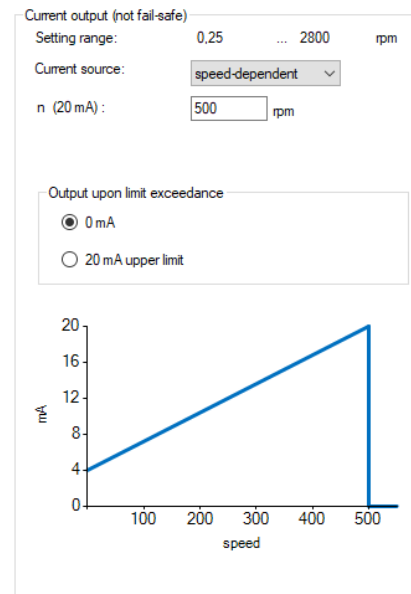 Current output (not fail-safe)
Setting range: 0,25 ... 2800 rpm
Current source: speed-dependent
n (20 mA) : 500 rpm
Output upon limit exceedance
0 mA
20 mA upper limit
20
16
12
8
4
0
mA
100 200 300 400 500
speed